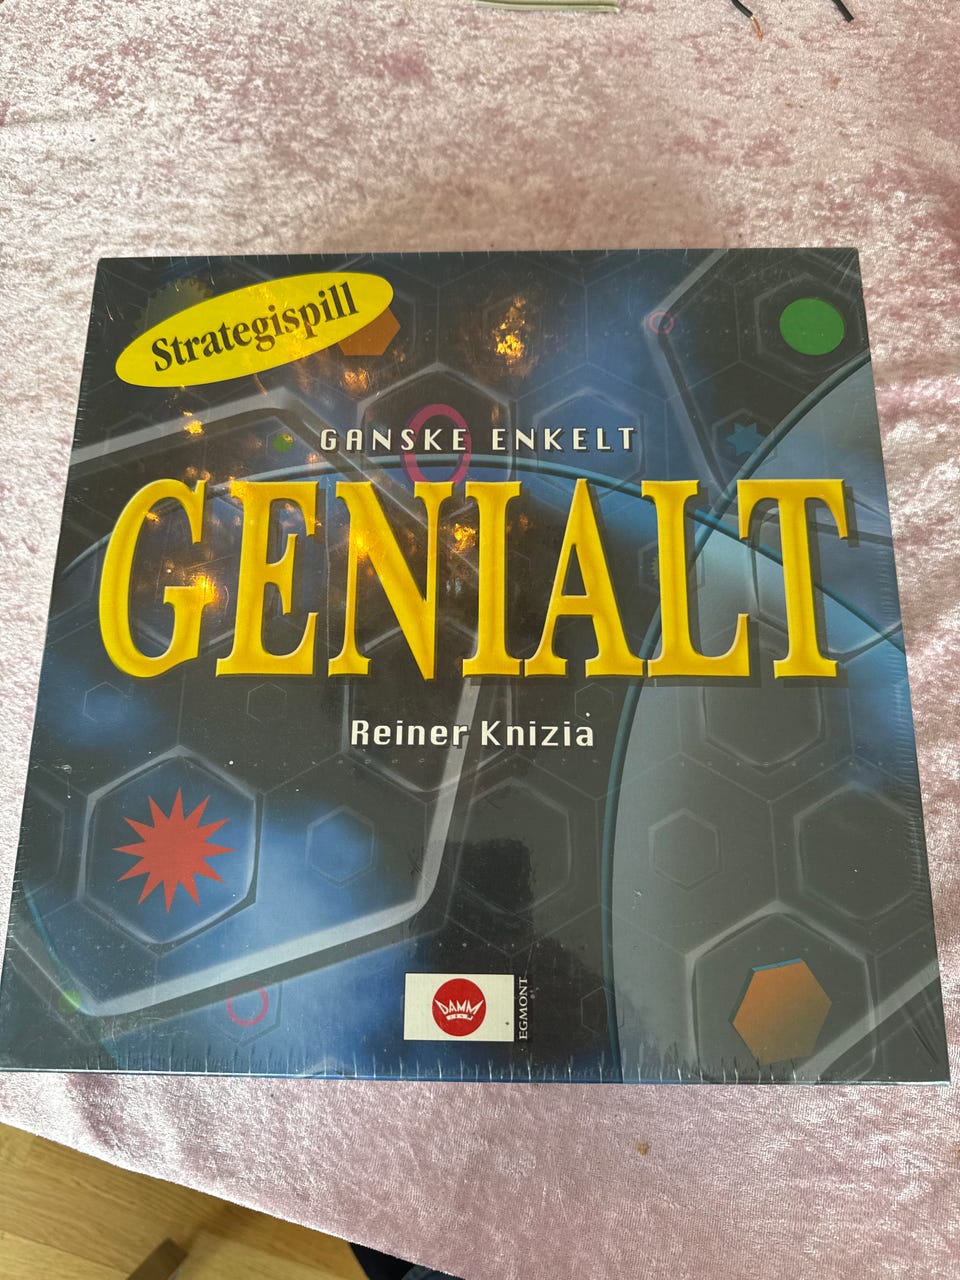 Strategispill
GANSKE ENKELT
GENIALT
Reiner Knizia
DAMM
EGMONT